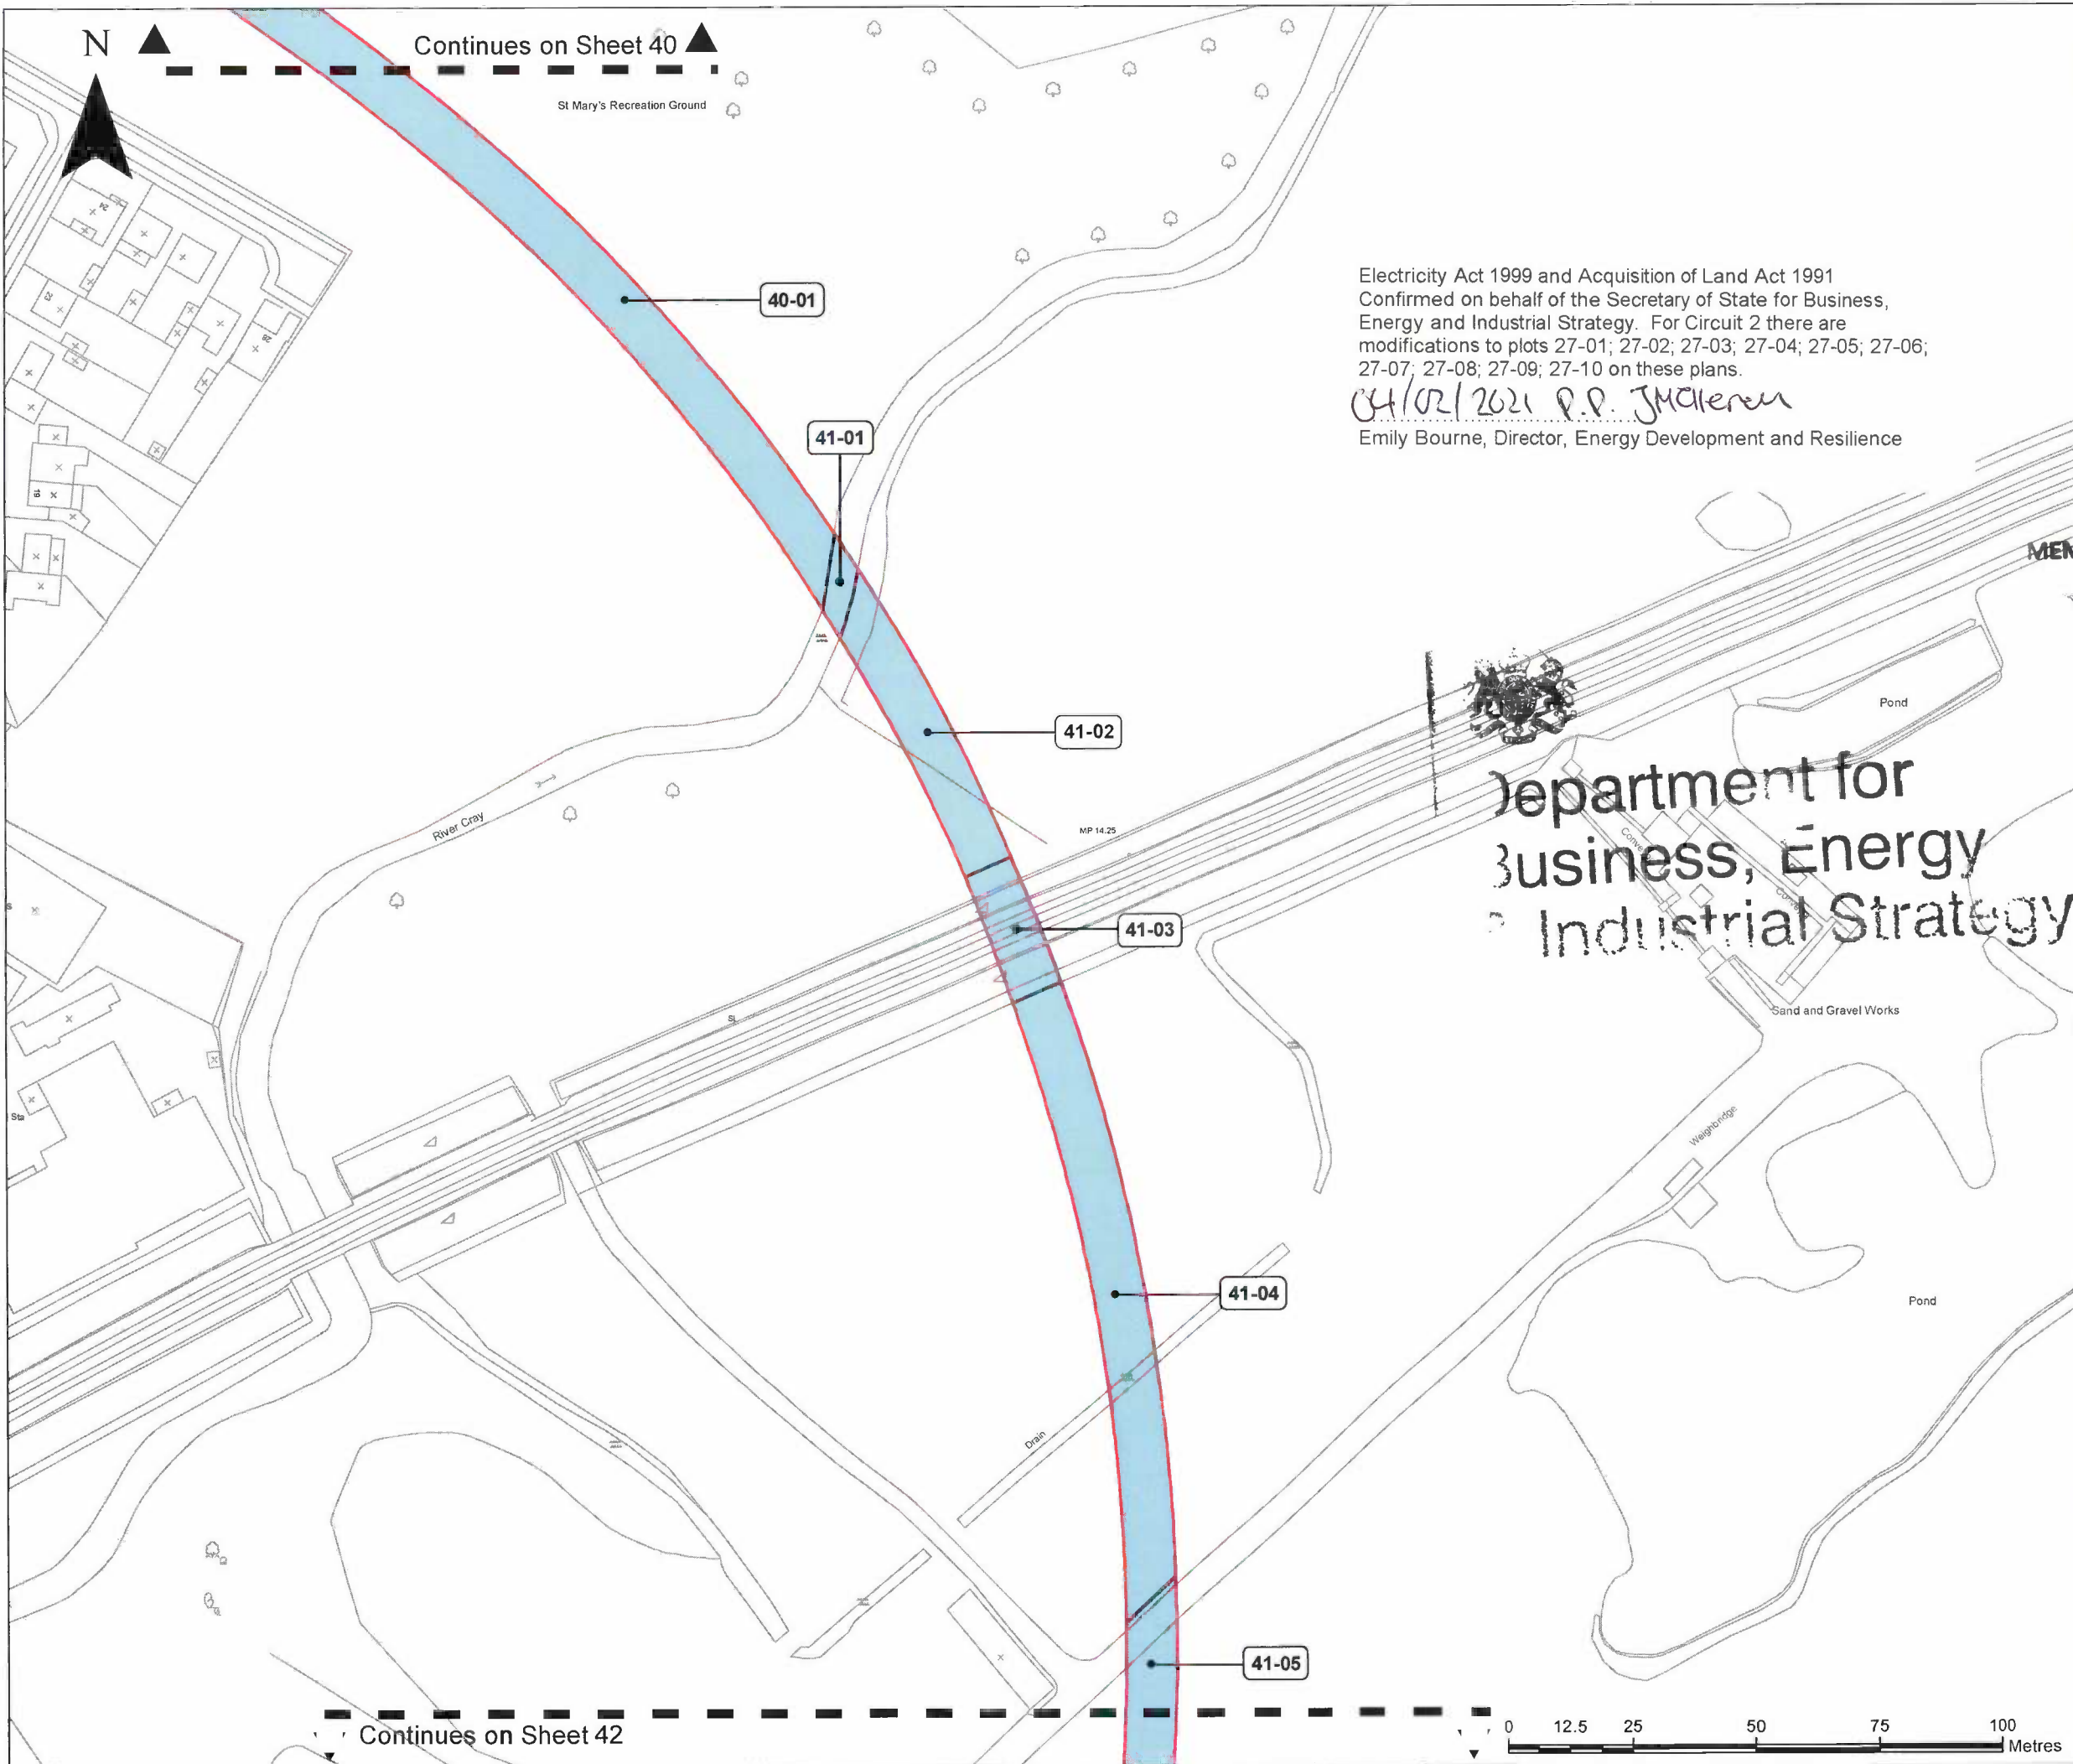 N
Continues on Sheet 40
St Mary's Recreation Ground
24
23
26
19
40-01
Electricity Act 1999 and Acquisition of Land Act 1991
Confirmed on behalf of the Secretary of State for Business,
Energy and Industrial Strategy. For Circuit 2 there are
modifications to plots 27-01; 27-02; 27-03; 27-04; 27-05; 27-06;
27-07; 27-08; 27-09; 27-10 on these plans.
04/02/2021 P.P.
Emily Bourne, Director, Energy Development and Resilience
41-01
41-02
Pond
River Cray
MP 14.25
Department for
Business, Energy
Industrial Strategy
41-03
Sand and Gravel Works
SL
Sta
Weighbridge
41-04
Pond
Drain
41-05
Continues on Sheet 42
0 12.5 25 50 75 100
Metres